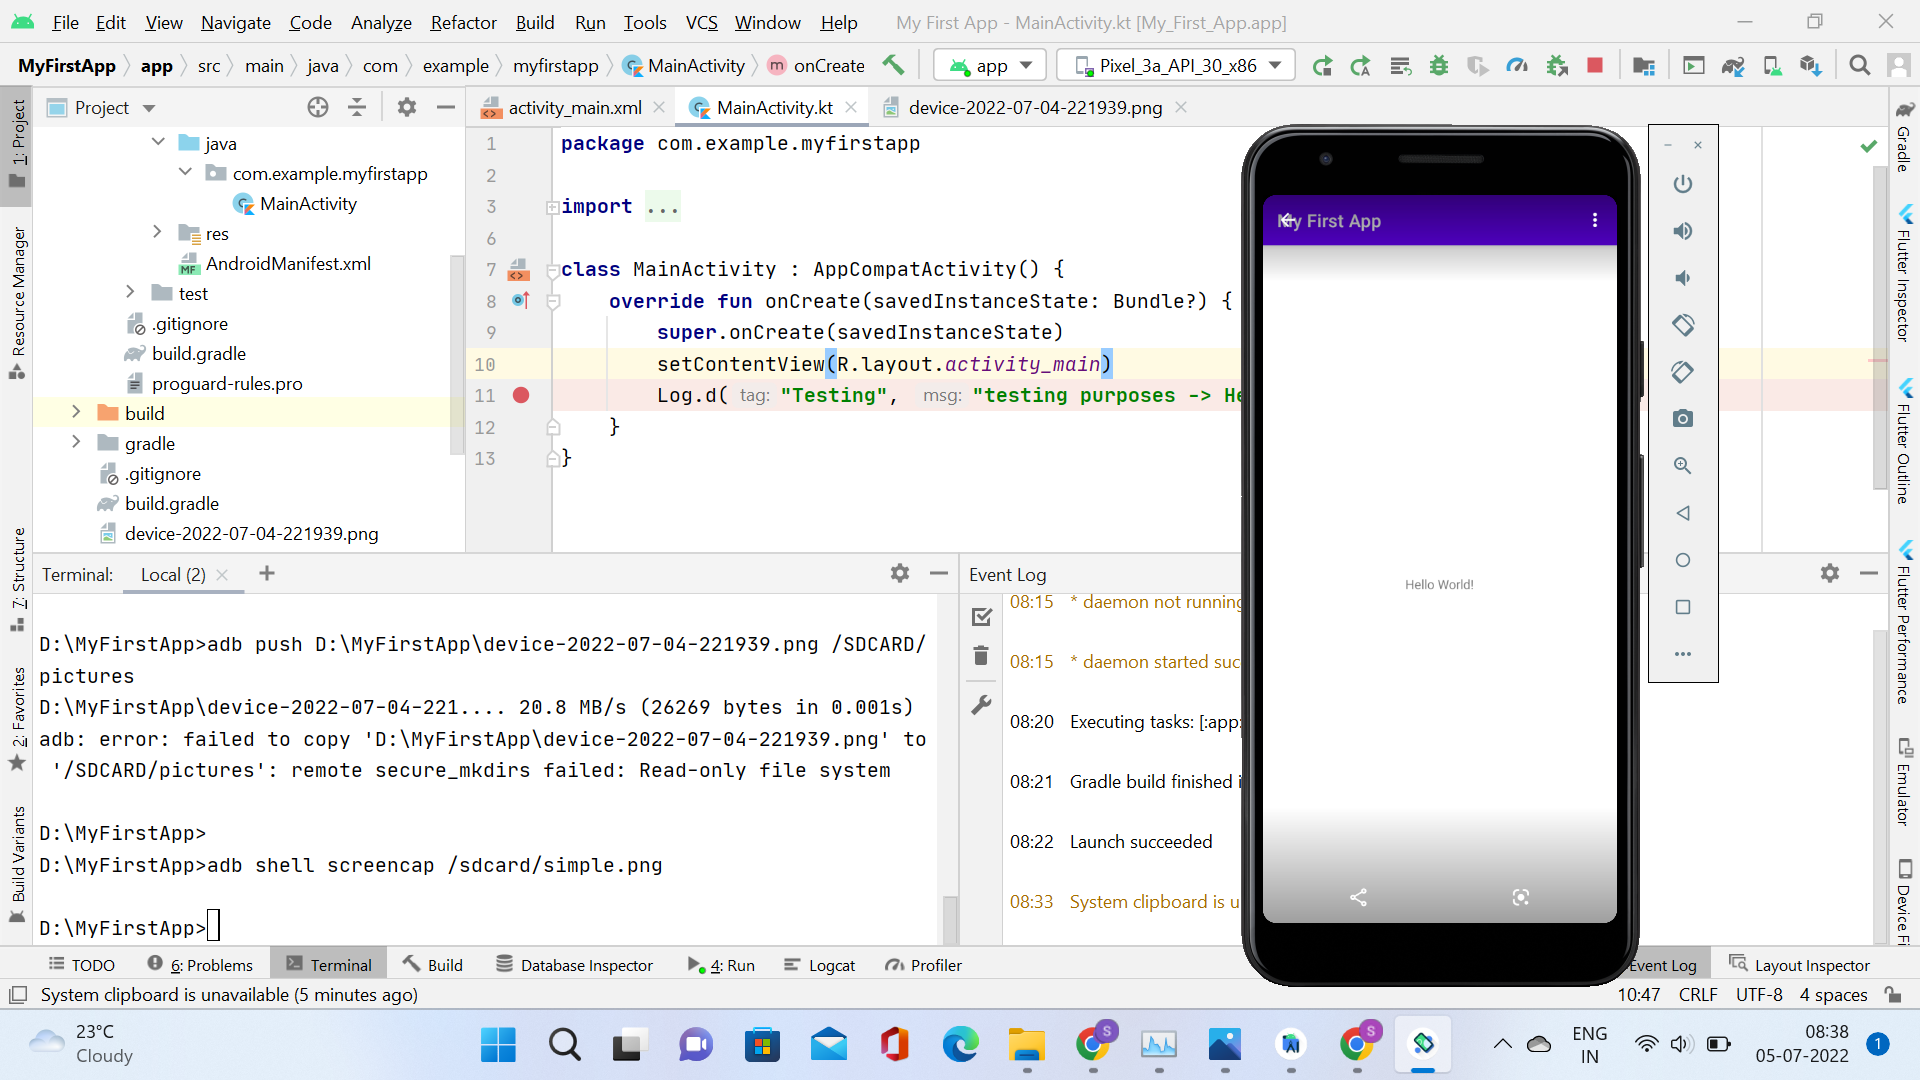 File Edit View Navigate Code Analyze Refactor Build Run Tools VCS Window Help My First App - MainActivity.kt [My_First_App.app]
MyFirstApp app src main java com example myfirstapp MainActivity m onCreate app Pixel_3a_API_30_x86
1: Project
Resource Manager
7: Structure
2: Favorites
Build Variants
Project
java
com.example.myfirstapp
MainActivity
res
MF AndroidManifest.xml
test
.gitignore
build.gradle
proguard-rules.pro
build
gradle
.gitignore
build.gradle
device-2022-07-04-221939.png
activity_main.xml MainActivity.kt device-2022-07-04-221939.png
1 package com.example.myfirstapp
2
3 import ...
6
7 class MainActivity : AppCompatActivity() {
8 override fun onCreate(savedInstanceState: Bundle?) {
9 super.onCreate(savedInstanceState)
10 setContentView(R.layout.activity_main)
11 Log.d( tag: "Testing", msg: "testing purposes -> He
12 }
13 }
My First App
Hello World!
Gradle
Flutter Inspector
Flutter Outline
Flutter Performance
Emulator
Device Fi
Terminal: Local (2)
D:\MyFirstApp>adb push D:\MyFirstApp\device-2022-07-04-221939.png /SDCARD/
pictures
D:\MyFirstApp\device-2022-07-04-221.... 20.8 MB/s (26269 bytes in 0.001s)
adb: error: failed to copy 'D:\MyFirstApp\device-2022-07-04-221939.png' to
'/SDCARD/pictures': remote secure_mkdirs failed: Read-only file system
D:\MyFirstApp>
D:\MyFirstApp>adb shell screencap /sdcard/simple.png
D:\MyFirstApp>
Event Log
08:15 * daemon not running
08:15 * daemon started suc
08:20 Executing tasks: [:app:
08:21 Gradle build finished i
08:22 Launch succeeded
08:33 System clipboard is u
TODO 6: Problems Terminal Build Database Inspector 4: Run Logcat Profiler Event Log Layout Inspector
System clipboard is unavailable (5 minutes ago) 10:47 CRLF UTF-8 4 spaces
23°C
Cloudy
S
S
ENG
IN
08:38
05-07-2022
1